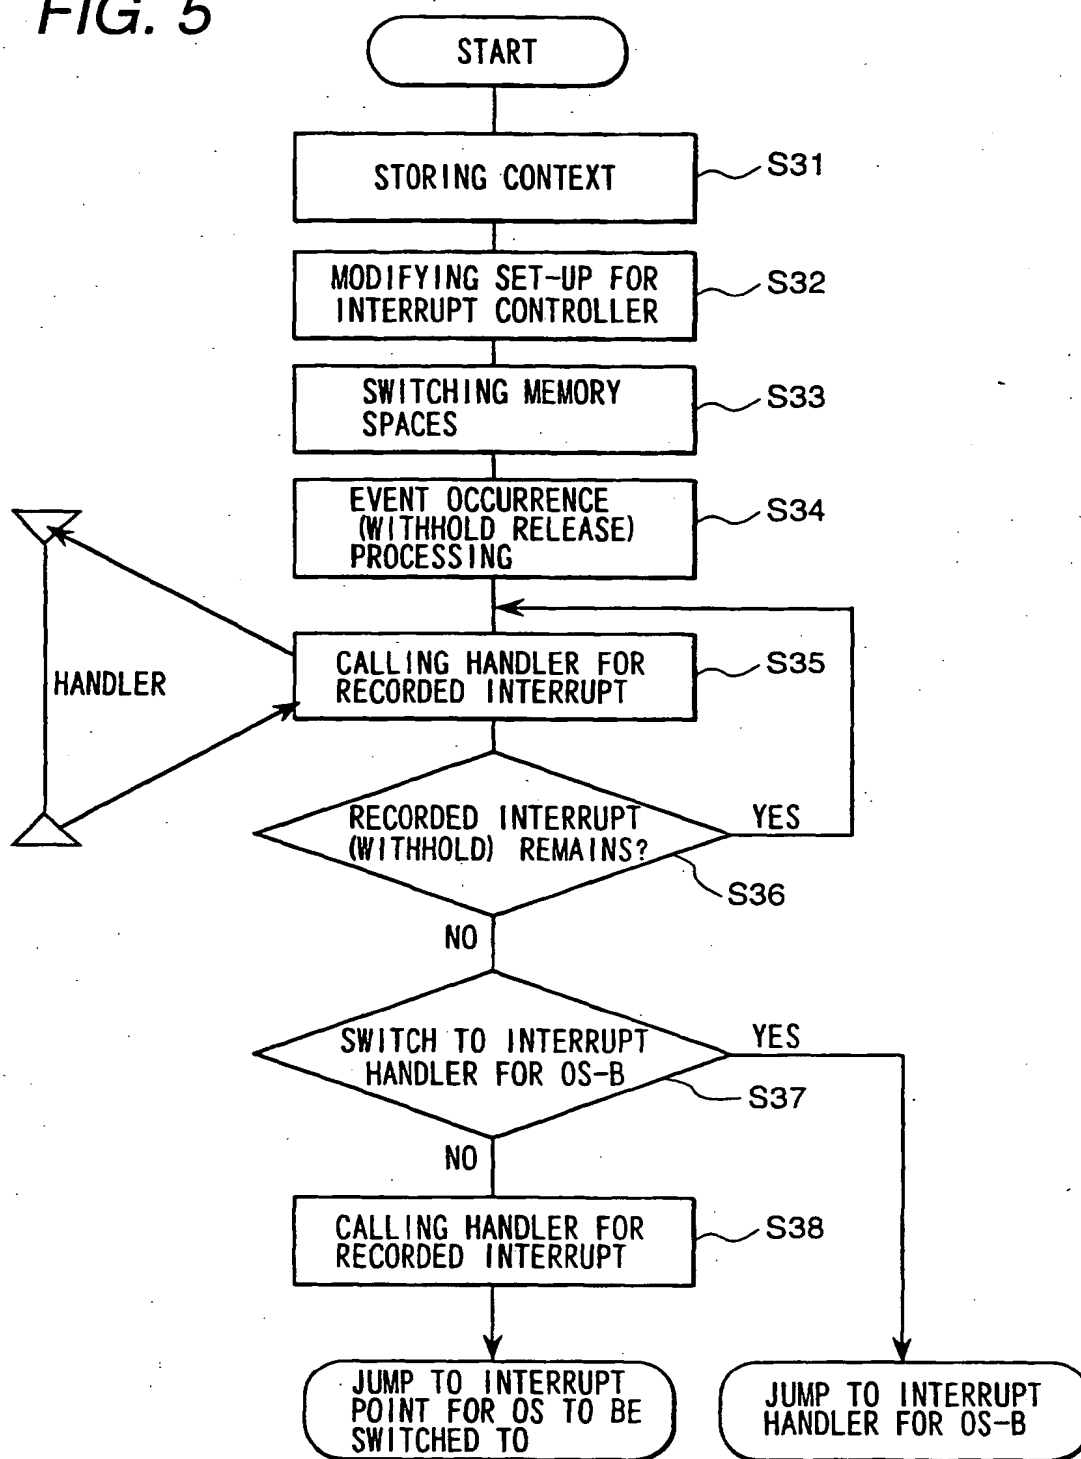 FIG. 5
START
STORING CONTEXT
S31
MODIFYING SET-UP FOR
INTERRUPT CONTROLLER
S32
SWITCHING MEMORY
SPACES
S33
EVENT OCCURRENCE
(WITHHOLD RELEASE)
PROCESSING
S34
HANDLER
CALLING HANDLER FOR
RECORDED INTERRUPT
S35
RECORDED INTERRUPT
(WITHHOLD) REMAINS?
YES
S36
NO
SWITCH TO INTERRUPT
HANDLER FOR OS-B
YES
S37
NO
CALLING HANDLER FOR
RECORDED INTERRUPT
S38
JUMP TO INTERRUPT
POINT FOR OS TO BE
SWITCHED TO
JUMP TO INTERRUPT
HANDLER FOR OS-B